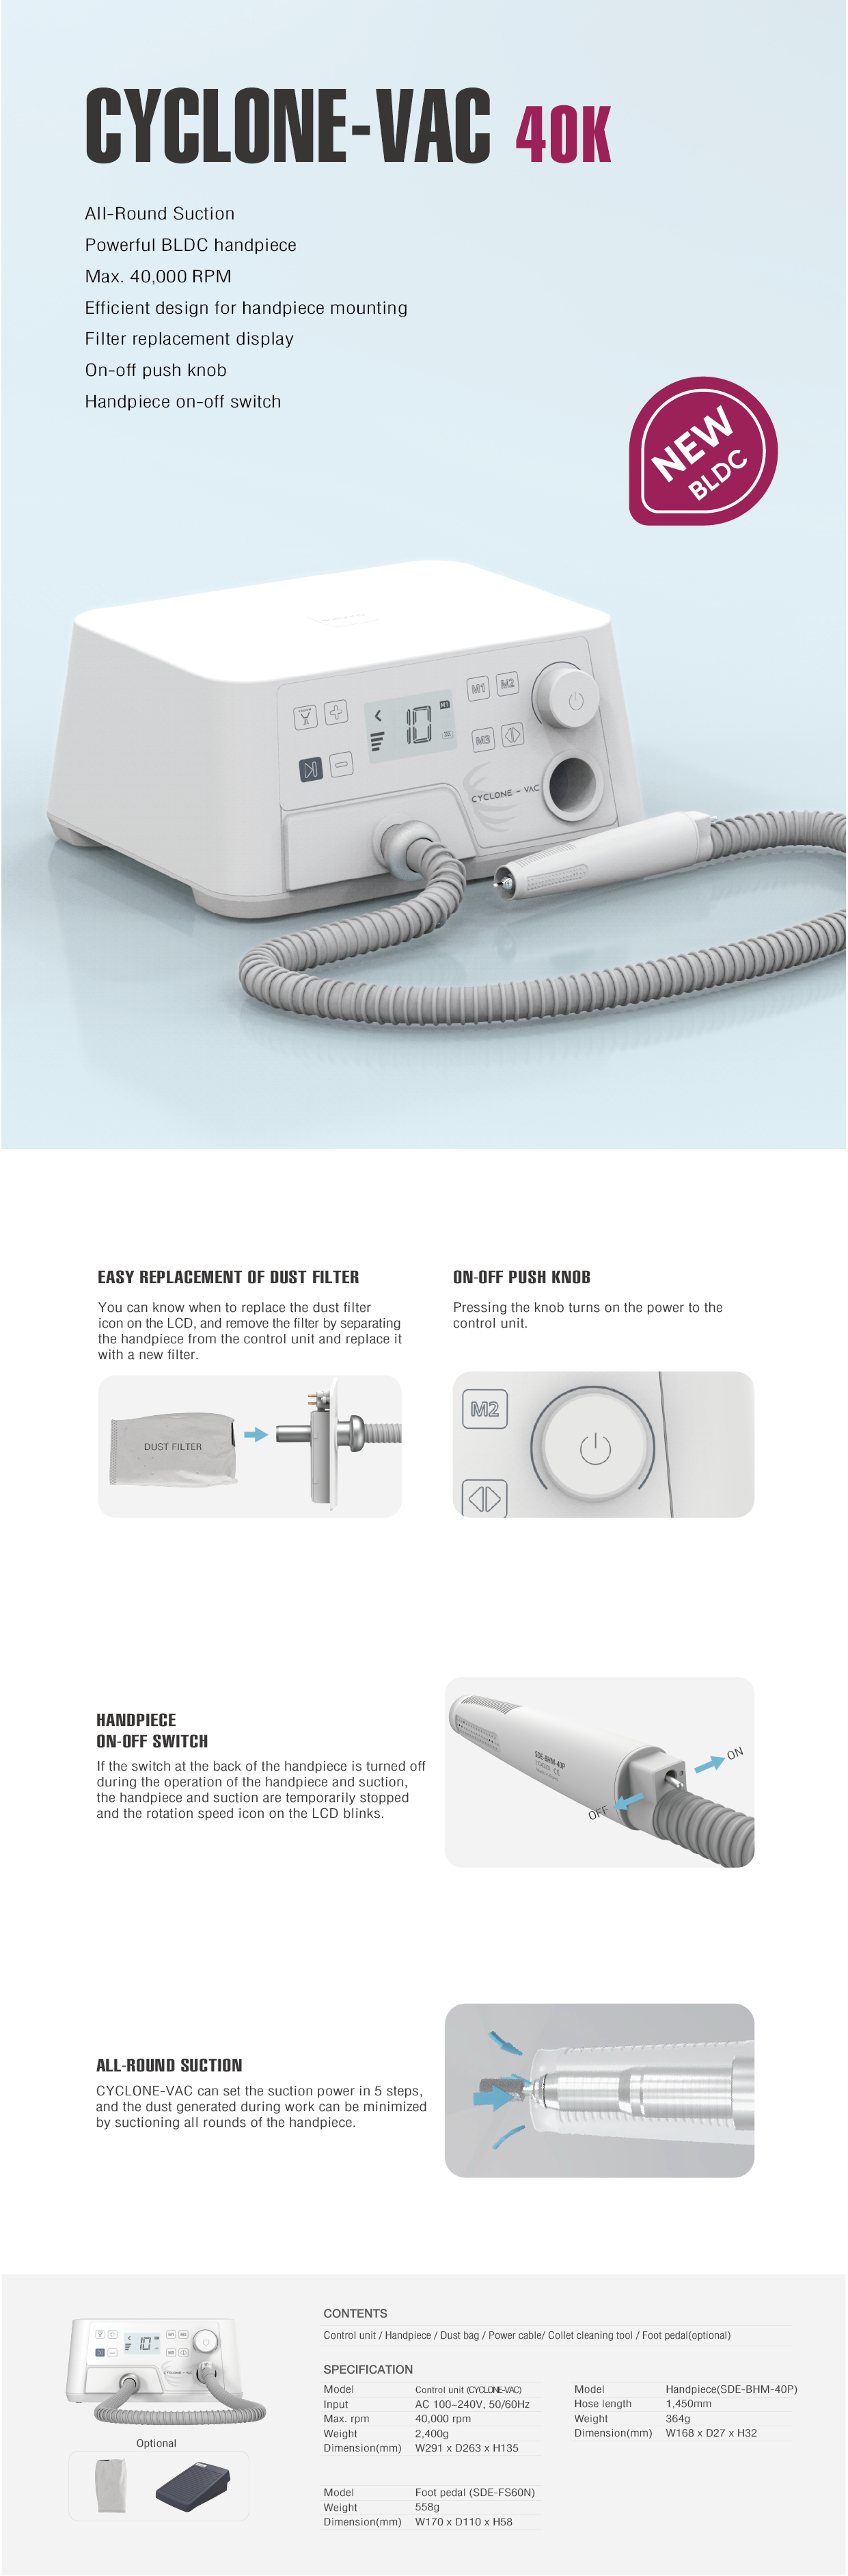 CYCLONE-VAC 40K
All-Round Suction
Powerful BLDC handpiece
Max. 40,000 RPM
Efficient design for handpiece mounting
Filter replacement display
On-off push knob
Handpiece on-off switch
NEW
BLDC
M1 M2
M1
10
M3
CYCLONE - VAC
EASY REPLACEMENT OF DUST FILTER
You can know when to replace the dust filter
icon on the LCD, and remove the filter by separating
the handpiece from the control unit and replace it
with a new filter.
DUST FILTER
ON-OFF PUSH KNOB
Pressing the knob turns on the power to the
control unit.
M2
HANDPIECE
ON-OFF SWITCH
If the switch at the back of the handpiece is turned off
during the operation of the handpiece and suction,
the handpiece and suction are temporarily stopped
and the rotation speed icon on the LCD blinks.
SDE-BHM-40P
ON
OFF
ALL-ROUND SUCTION
CYCLONE-VAC can set the suction power in 5 steps,
and the dust generated during work can be minimized
by suctioning all rounds of the handpiece.
10
CYCLONE - VAC
Optional
CONTENTS
Control unit / Handpiece / Dust bag / Power cable/ Collet cleaning tool / Foot pedal(optional)
SPECIFICATION
Model Control unit (CYCLONE-VAC)
Input AC 100~240V, 50/60Hz
Max. rpm 40,000 rpm
Weight 2,400g
Dimension(mm) W291 x D263 x H135
Model Handpiece(SDE-BHM-40P)
Hose length 1,450mm
Weight 364g
Dimension(mm) W168 x D27 x H32
Model Foot pedal (SDE-FS60N)
Weight 558g
Dimension(mm) W170 x D110 x H58